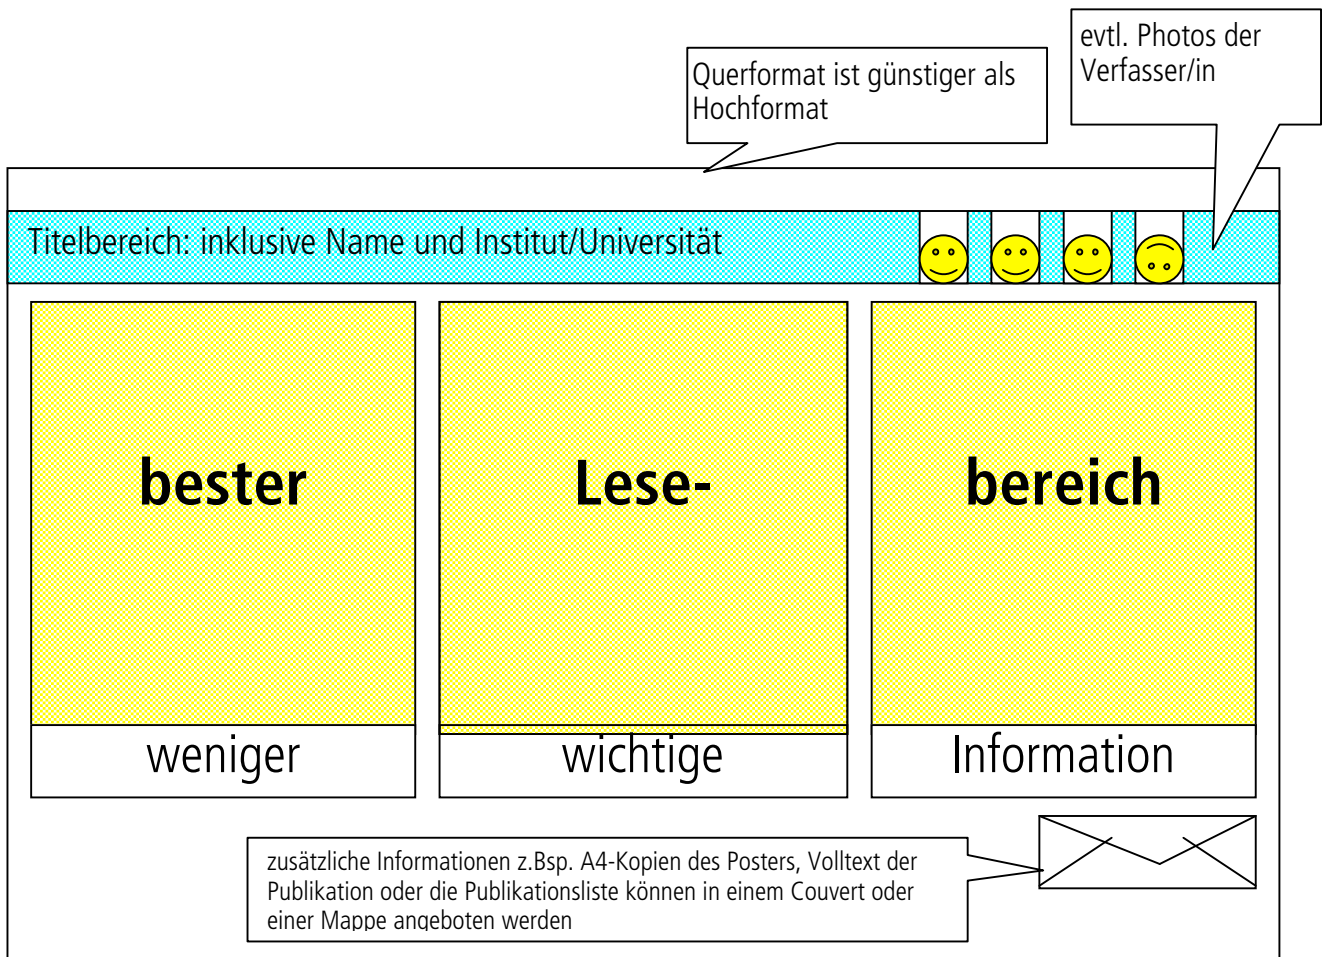 evtl. Photos der
Verfasser/in
Querformat ist günstiger als
Hochformat
Titelbereich: inklusive Name und Institut/Universität
bester Lese- bereich
weniger wichtige Information
zusätzliche Informationen z.Bsp. A4-Kopien des Posters, Volltext der
Publikation oder die Publikationsliste können in einem Couvert oder
einer Mappe angeboten werden